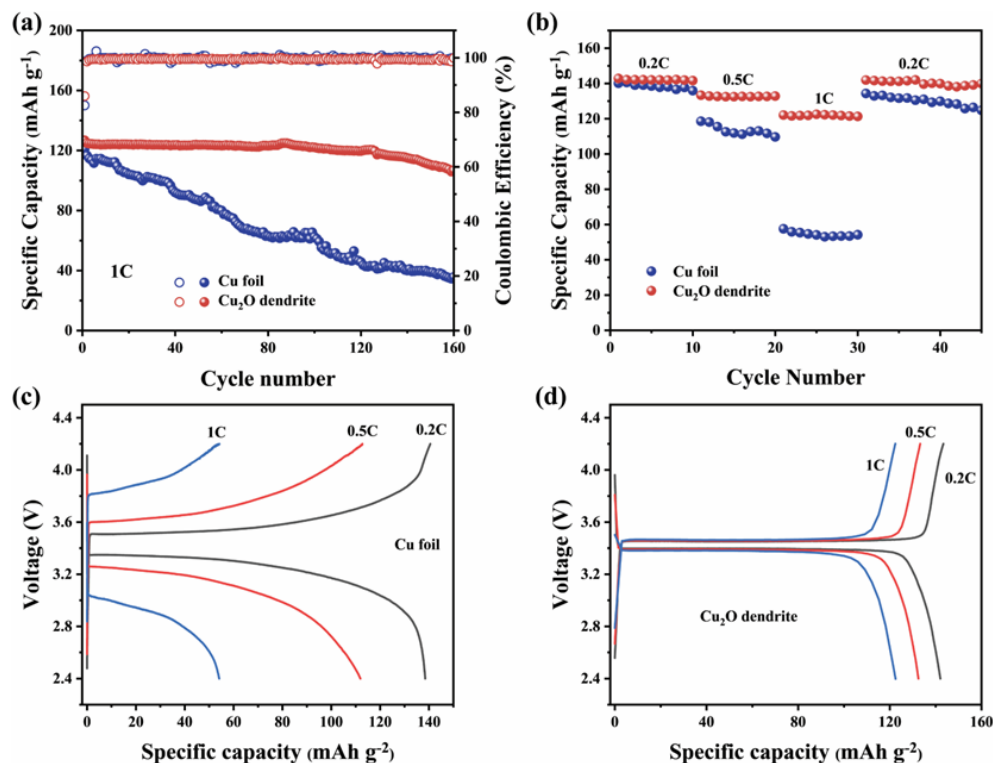 (a)
Specific Capacity (mAh g⁻¹)
200
180
160
120
80
40
0
100
80
60
40
20
0
Coulombic Efficiency (%)
1C
Cu foil
Cu₂O dendrite
0 40 80 120 160
Cycle number
(b)
Specific Capacity (mAh g⁻¹)
160
140
120
100
80
60
40
20
0
0.2C
0.5C
1C
0.2C
Cu foil
Cu₂O dendrite
0 10 20 30 40
Cycle Number
(c)
Voltage (V)
4.4
4.0
3.6
3.2
2.8
2.4
1C
0.5C
0.2C
Cu foil
0 20 40 60 80 100 120 140
Specific capacity (mAh g⁻²)
(d)
Voltage (V)
4.4
4.0
3.6
3.2
2.8
2.4
1C
0.5C
0.2C
Cu₂O dendrite
0 40 80 120 160
Specific capacity (mAh g⁻²)